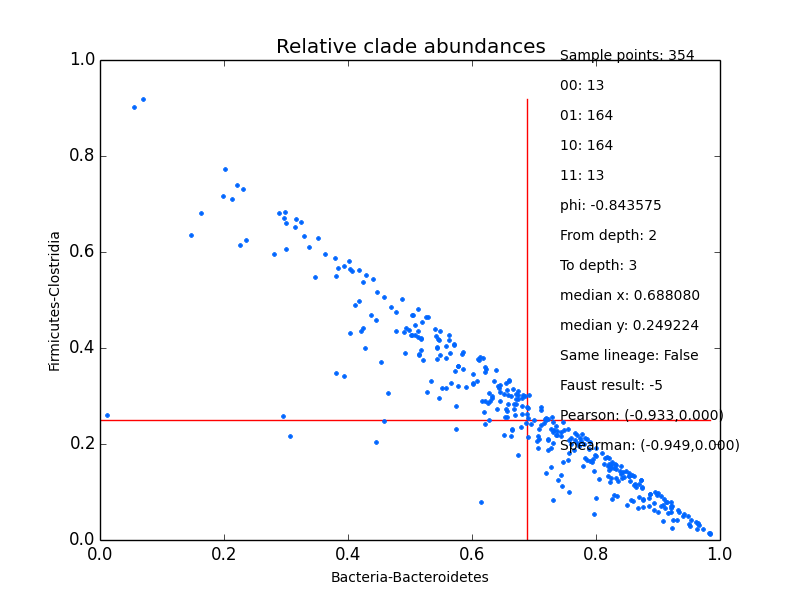 Relative clade abundances
Sample points: 354
00: 13
01: 164
10: 164
11: 13
phi: -0.843575
From depth: 2
To depth: 3
median x: 0.688080
median y: 0.249224
Same lineage: False
Faust result: -5
Pearson: (-0.933,0.000)
Spearman: (-0.949,0.000)
1.0
0.8
0.6
0.4
0.2
0.0
Firmicutes-Clostridia
0.0 0.2 0.4 0.6 0.8 1.0
Bacteria-Bacteroidetes